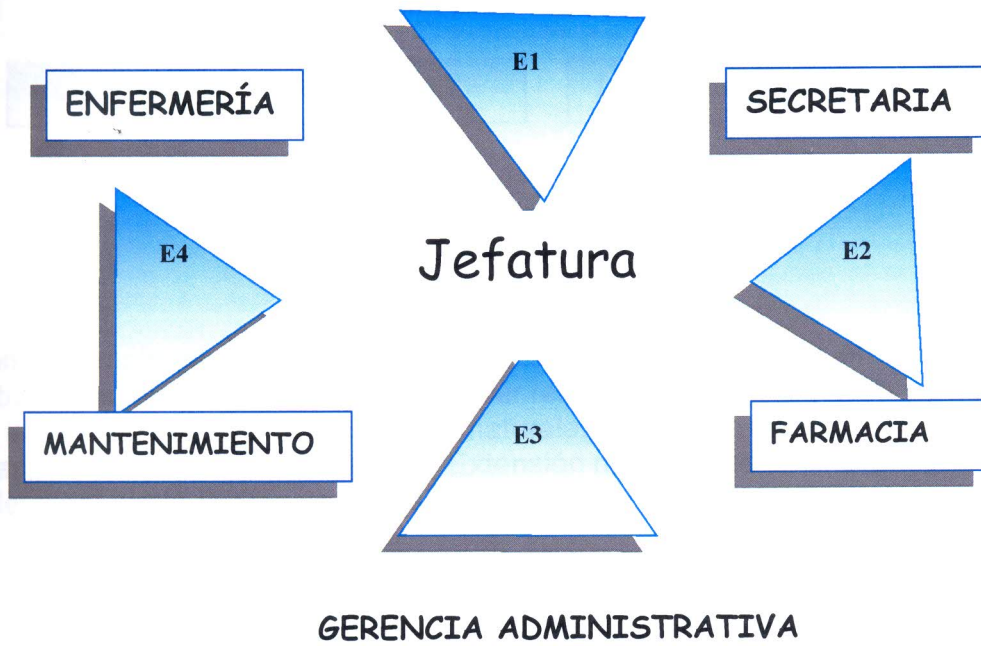 E1
ENFERMERÍA
SECRETARIA
E4
Jefatura
E2
MANTENIMIENTO
E3
FARMACIA
GERENCIA ADMINISTRATIVA